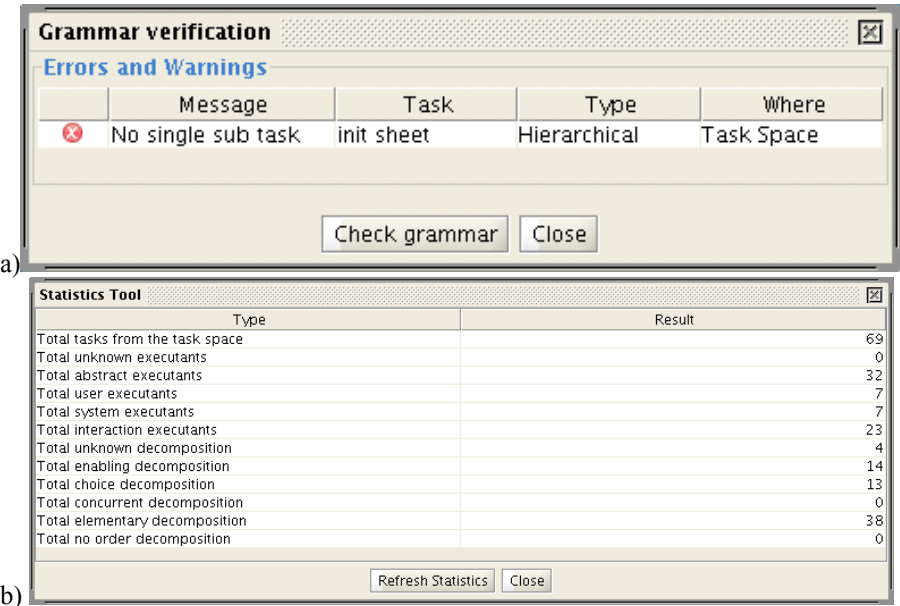 Grammar verification
Errors and Warnings
Message Task Type Where
No single sub task init sheet Hierarchical Task Space
Check grammar Close
a)
Statistics Tool
Type Result
Total tasks from the task space 69
Total unknown executants 0
Total abstract executants 32
Total user executants 7
Total system executants 7
Total interaction executants 23
Total unknown decomposition 4
Total enabling decomposition 14
Total choice decomposition 13
Total concurrent decomposition 0
Total elementary decomposition 38
Total no order decomposition 0
Refresh Statistics Close
b)